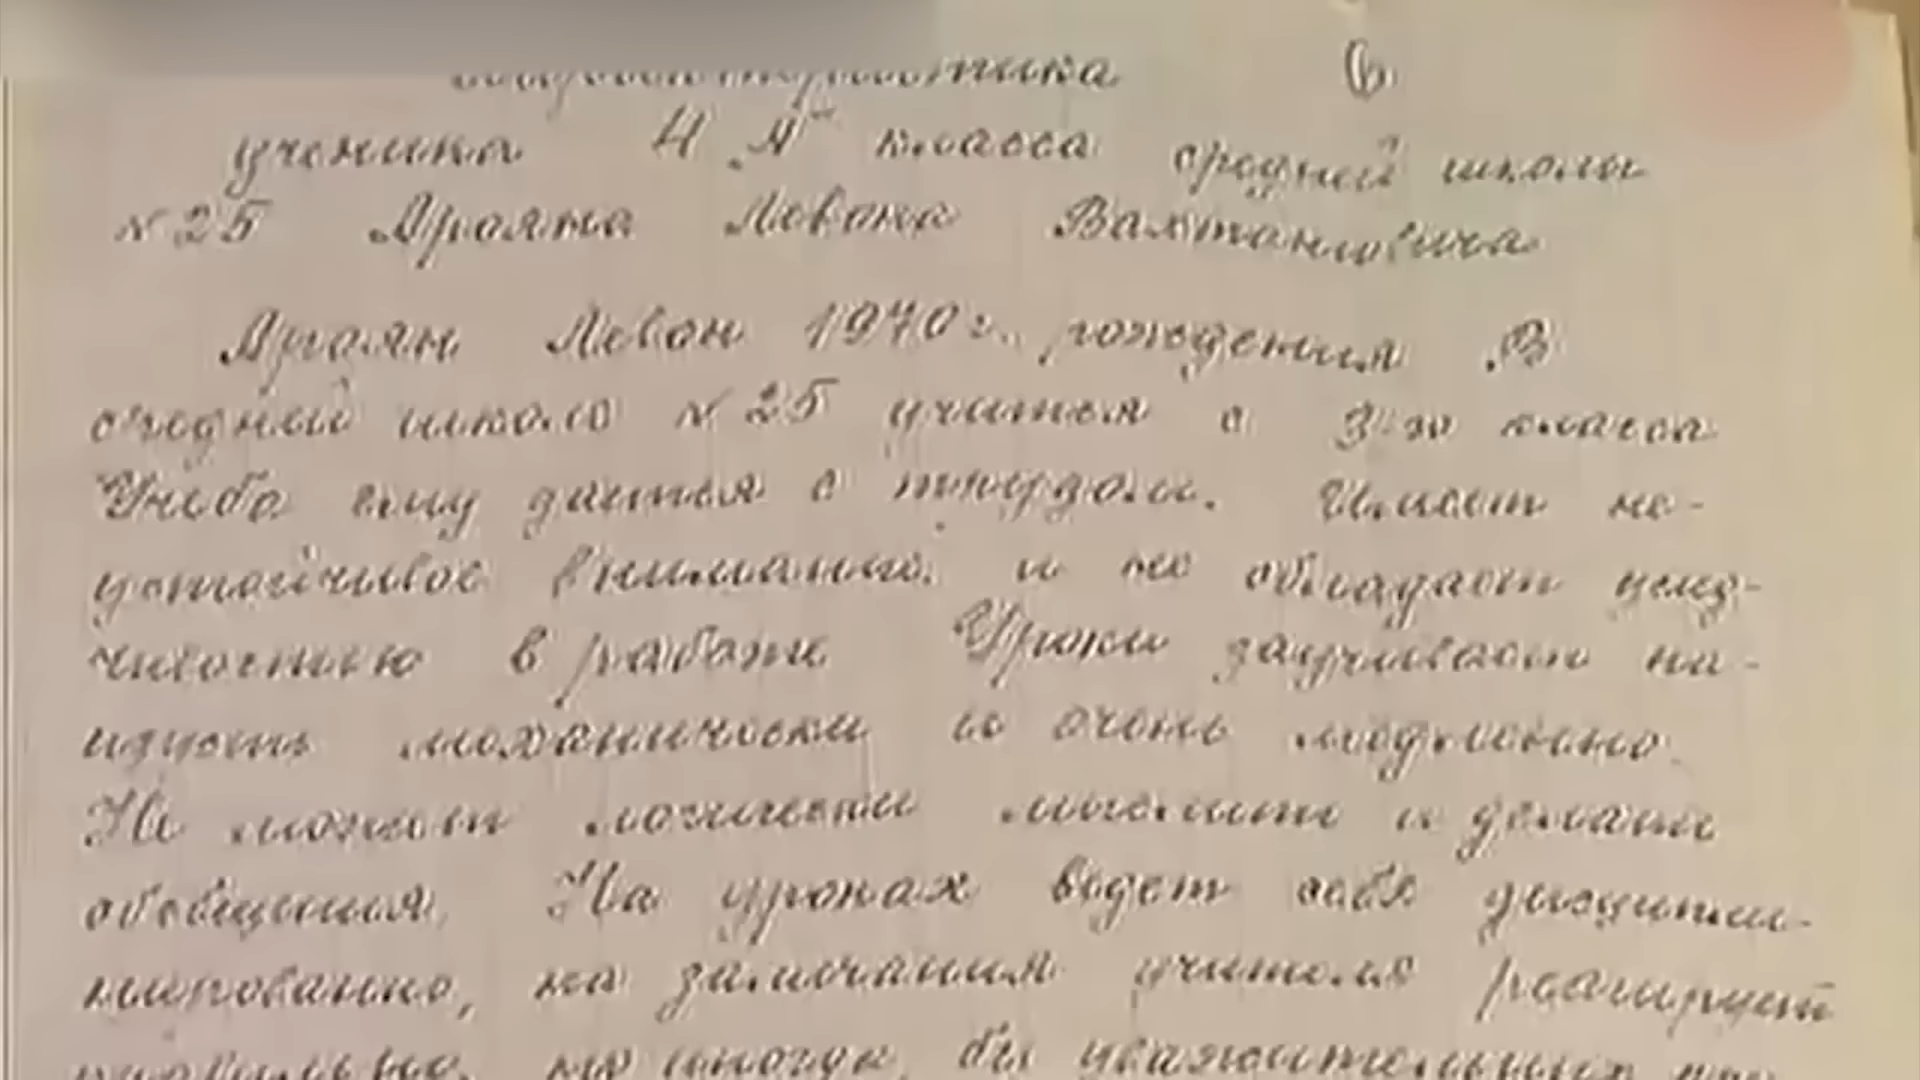 характеристика
ученика 4 "А" класса средней школы
№ 25 Арояна Левона Вахтанговича
Ароян Левон 1970 г. рождения В
средней школе № 25 учится с 3-го класса
Учеба ему дается с трудом. Имеет не-
устойчивое внимание и не обладает усид-
чивостью в работе Уроки заучивает на-
изусть механически и очень медленно.
Не может логически мыслить и делать
обобщения. На уроках ведет себя дисципли-
нированно, на замечания учителя реагирует
правильно, по уважительным